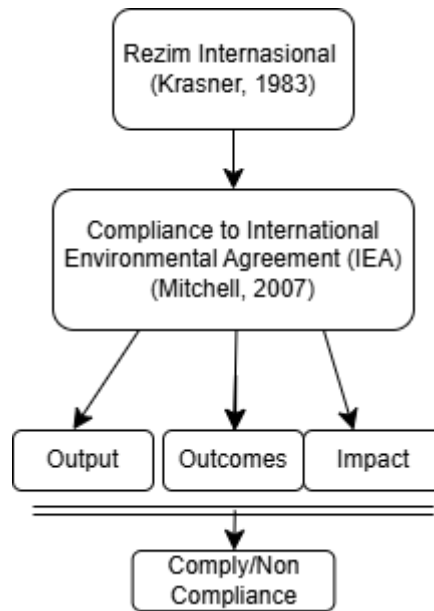 Rezim Internasional
(Krasner, 1983)
Compliance to International
Environmental Agreement (IEA)
(Mitchell, 2007)
Output
Outcomes
Impact
Comply/Non
Compliance